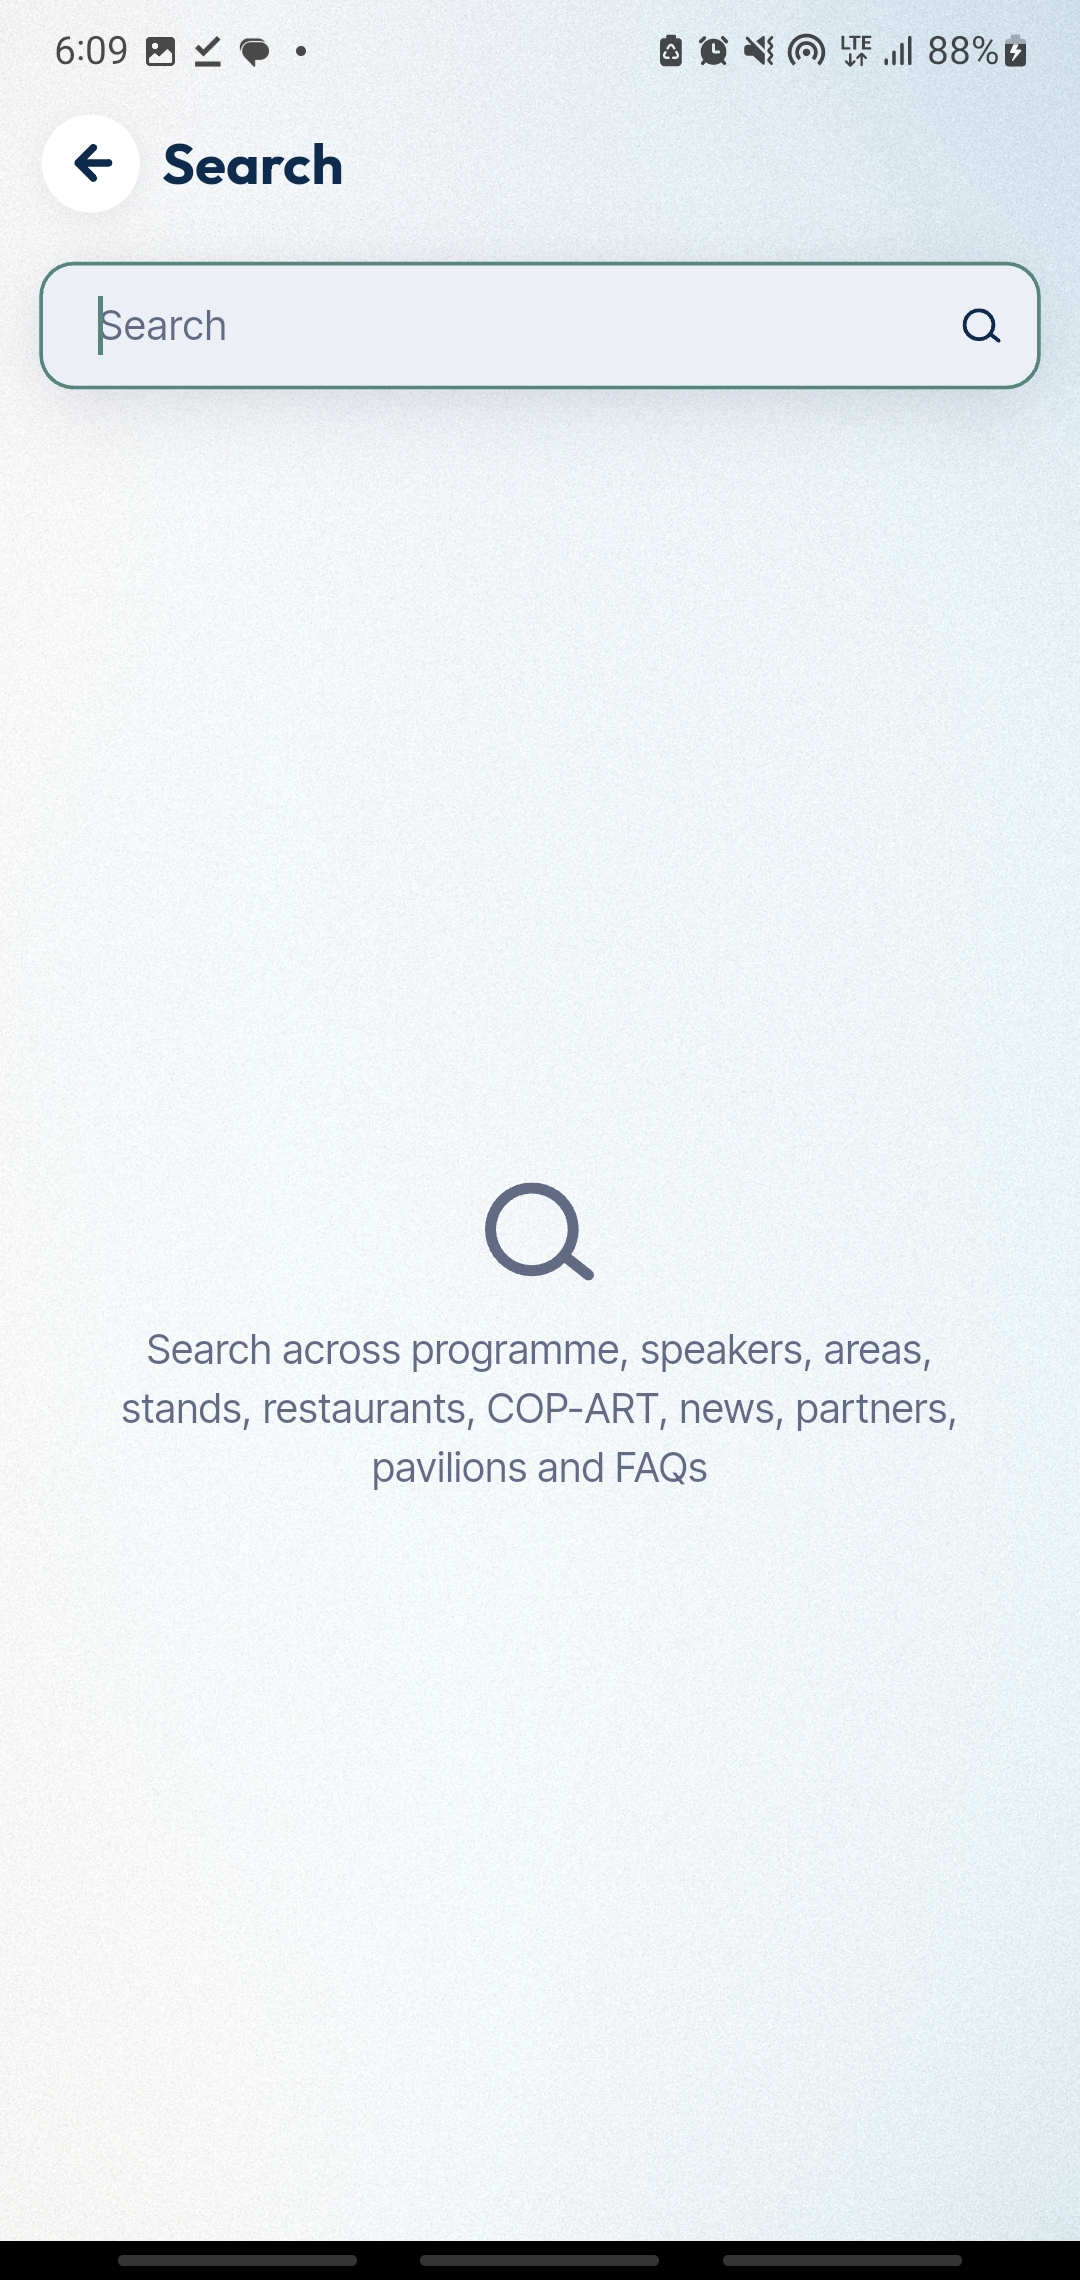 6:09
LTE
88%
Search
Search
Search across programme, speakers, areas,
stands, restaurants, COP-ART, news, partners,
pavilions and FAQs